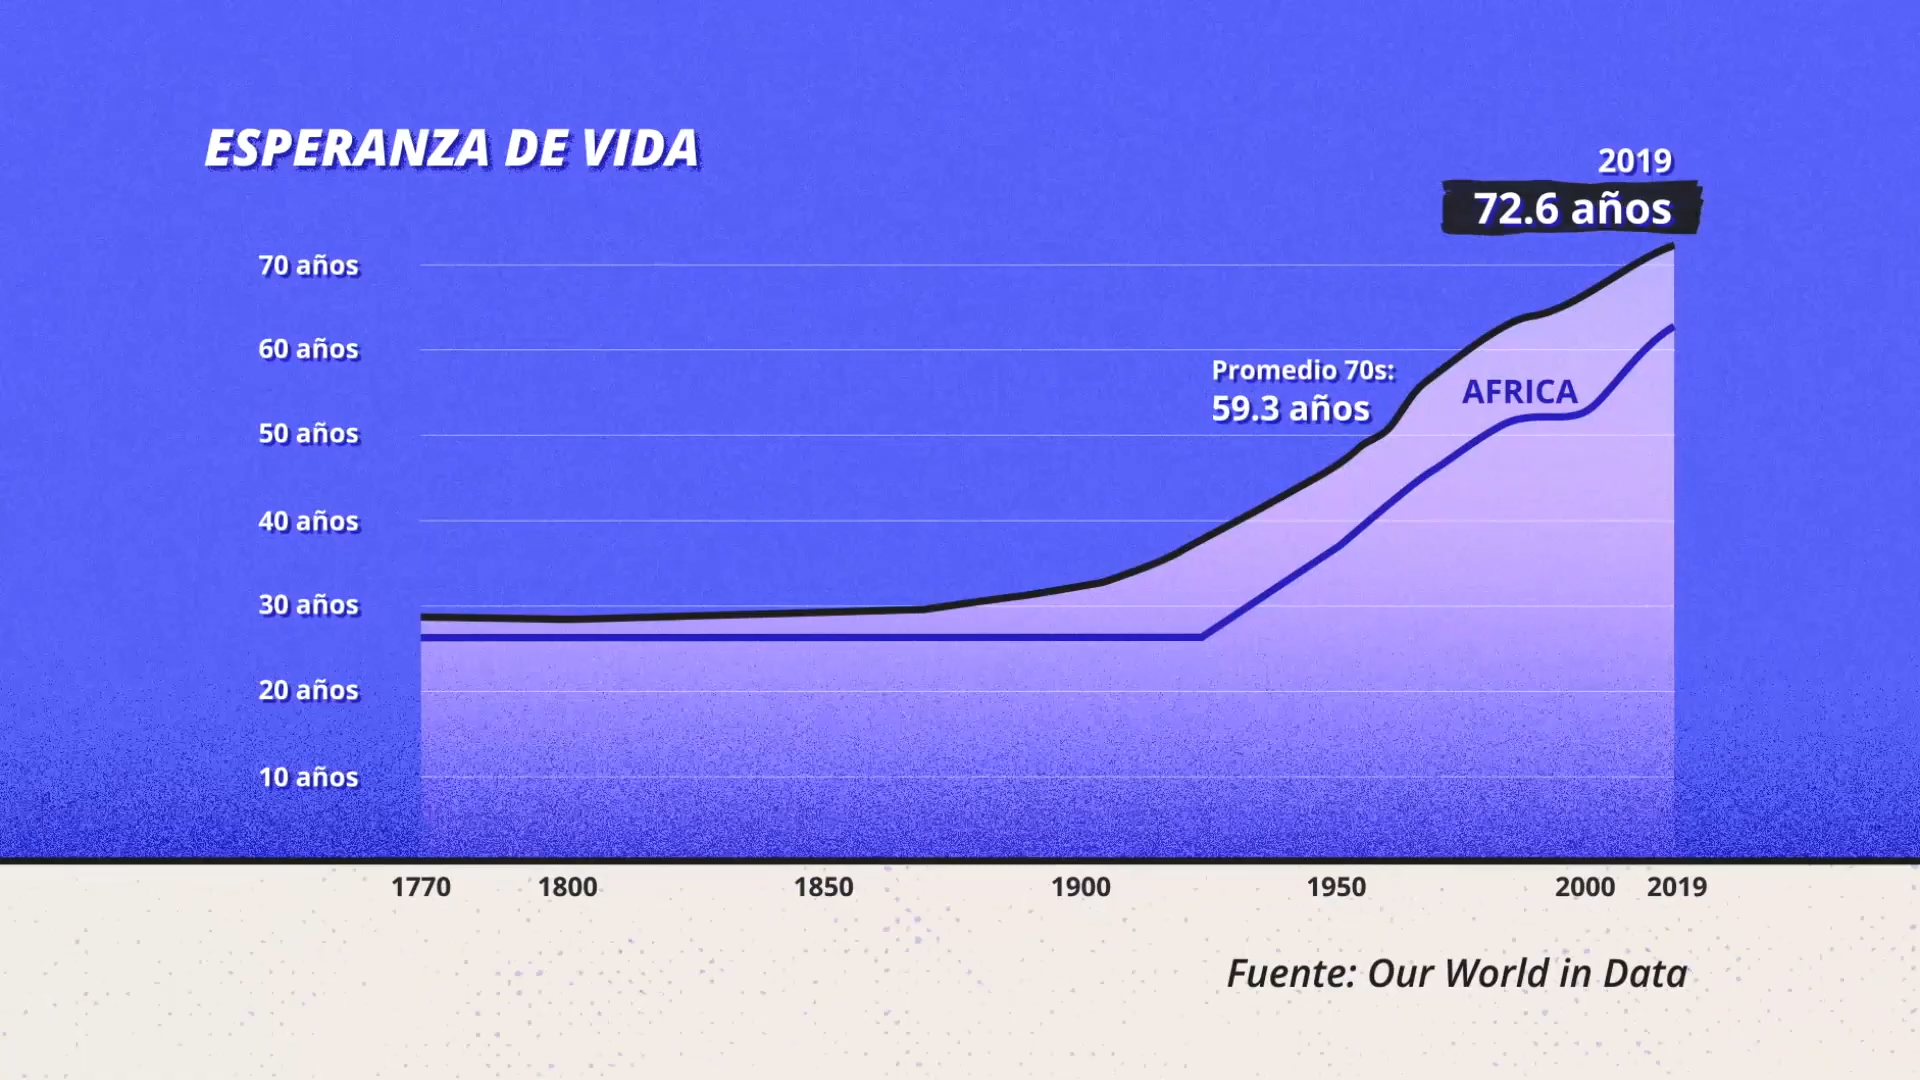 ESPERANZA DE VIDA
2019
72.6 años
70 años
60 años
Promedio 70s:
59.3 años
AFRICA
50 años
40 años
30 años
20 años
10 años
1770 1800 1850 1900 1950 2000 2019
Fuente: Our World in Data